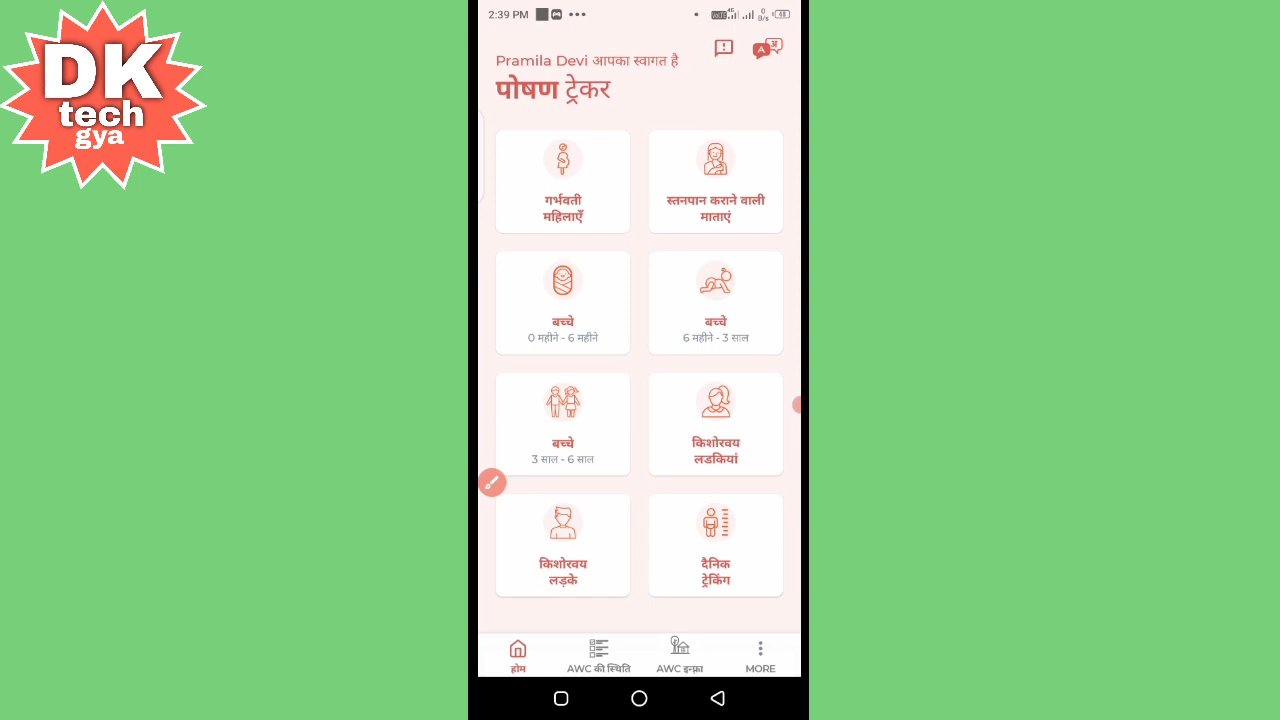 DK
tech
gya
2:39 PM
Pramila Devi आपका स्वागत है
पोषण ट्रेकर
गर्भवती
महिलाएँ
स्तनपान कराने वाली
माताएं
बच्चे
0 महीने - 6 महीने
बच्चे
6 महीने - 3 साल
बच्चे
3 साल - 6 साल
किशोरवय
लडकियां
किशोरवय
लड़के
दैनिक
ट्रेकिंग
होम
AWC की स्थिति
AWC इन्फ्रा
MORE